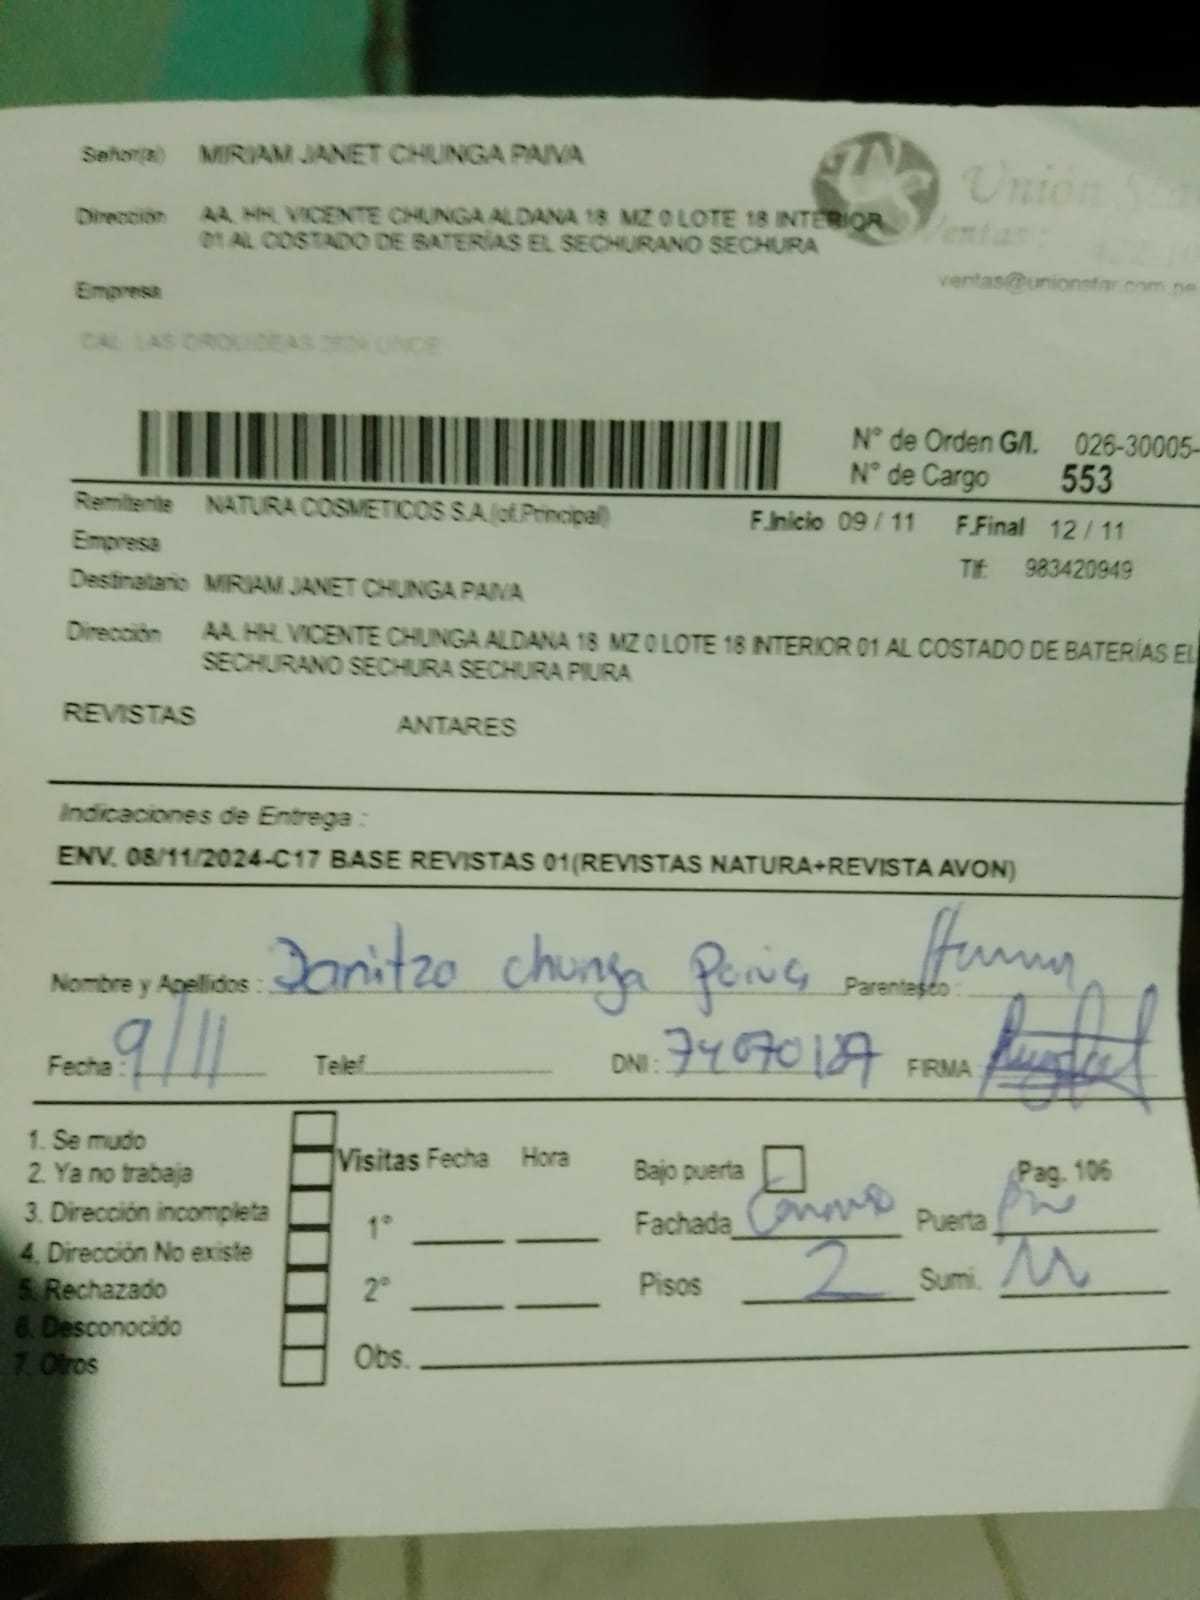 Señor(a) MIRIAM JANET CHUNGA PAIVA
Dirección AA. HH. VICENTE CHUNGA ALDANA 18 MZ 0 LOTE 18 INTERIOR
01 AL COSTADO DE BATERÍAS EL SECHURANO SECHURA
Unión
Ventas:
ventas@unionstar.com.pe
Empresa
CAL LAS ORQUIDEAS
N° de Orden G/I. 026-30005-
N° de Cargo 553
Remitente NATURA COSMETICOS S.A.(of.Principal)
F.Inicio 09 / 11 F.Final 12 / 11
Empresa
Tlf: 983420949
Destinatario MIRIAM JANET CHUNGA PAIVA
Dirección AA. HH. VICENTE CHUNGA ALDANA 18 MZ 0 LOTE 18 INTERIOR 01 AL COSTADO DE BATERÍAS EL
SECHURANO SECHURA SECHURA PIURA
REVISTAS ANTARES
Indicaciones de Entrega :
ENV. 08/11/2024-C17 BASE REVISTAS 01(REVISTAS NATURA+REVISTA AVON)
Nombre y Apellidos : Danitza chunga Paiva Parentesco :
Fecha : 9/11 Telef. DNI : 74070187 FIRMA
1. Se mudo
2. Ya no trabaja
3. Dirección incompleta
4. Dirección No existe
5. Rechazado
6. Desconocido
7. Otros
Visitas Fecha Hora
1°
2°
Bajo puerta Pag. 106
Fachada Puerta
Pisos 2 Sumi.
Obs.